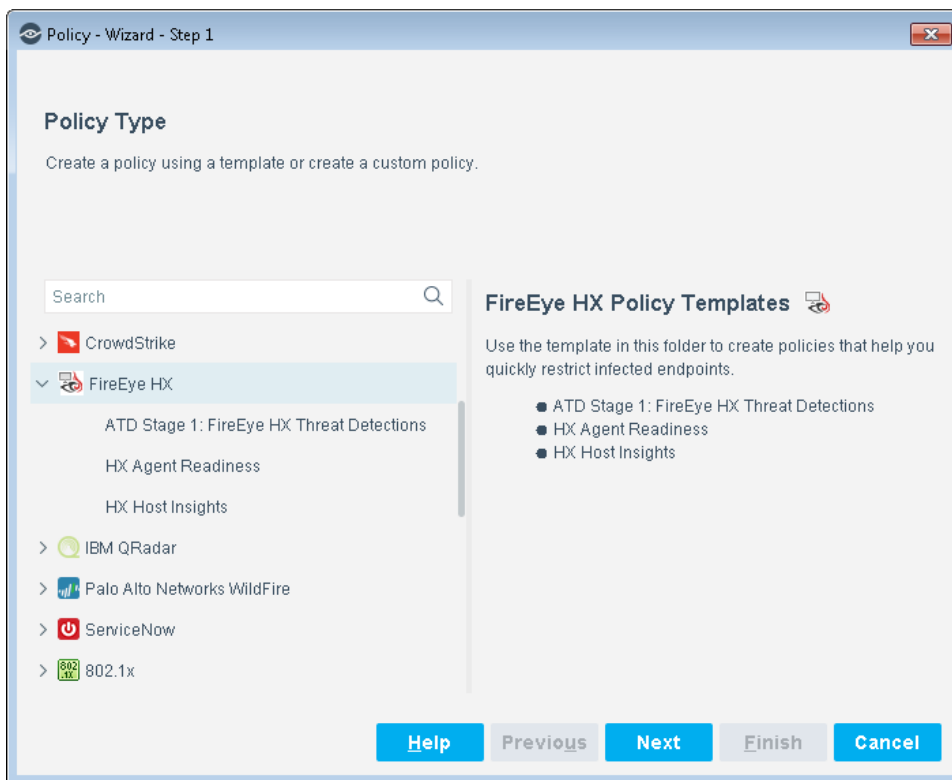 Policy - Wizard - Step 1
Policy Type
Create a policy using a template or create a custom policy.
Search
CrowdStrike
FireEye HX
ATD Stage 1: FireEye HX Threat Detections
HX Agent Readiness
HX Host Insights
IBM QRadar
Palo Alto Networks WildFire
ServiceNow
802.1X
802.1x
FireEye HX Policy Templates
Use the template in this folder to create policies that help you
quickly restrict infected endpoints.
ATD Stage 1: FireEye HX Threat Detections
HX Agent Readiness
HX Host Insights
Help
Previous
Next
Finish
Cancel